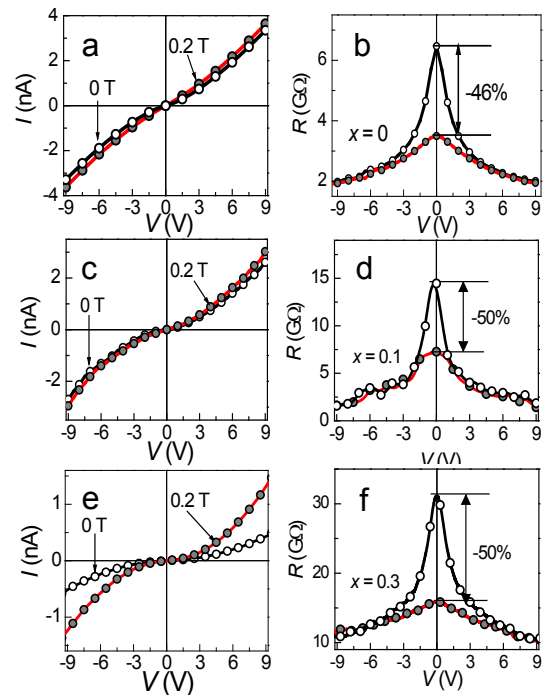 a
I (nA)
4
2
0
-2
-4
0 T
0.2 T
-9 -6 -3 0 3 6 9
V (V)
b
R (GΩ)
8
6
4
2
x = 0
-46%
-9 -6 -3 0 3 6 9
V (V)
c
I (nA)
4
2
0
-2
0 T
0.2 T
-9 -6 -3 0 3 6 9
V (V)
d
R (GΩ)
15
10
5
0
x = 0.1
-50%
-9 -6 -3 0 3 6 9
V (V)
e
I (nA)
1
0
-1
0 T
0.2 T
-9 -6 -3 0 3 6 9
V (V)
f
R (GΩ)
30
20
10
x = 0.3
-50%
-9 -6 -3 0 3 6 9
V (V)